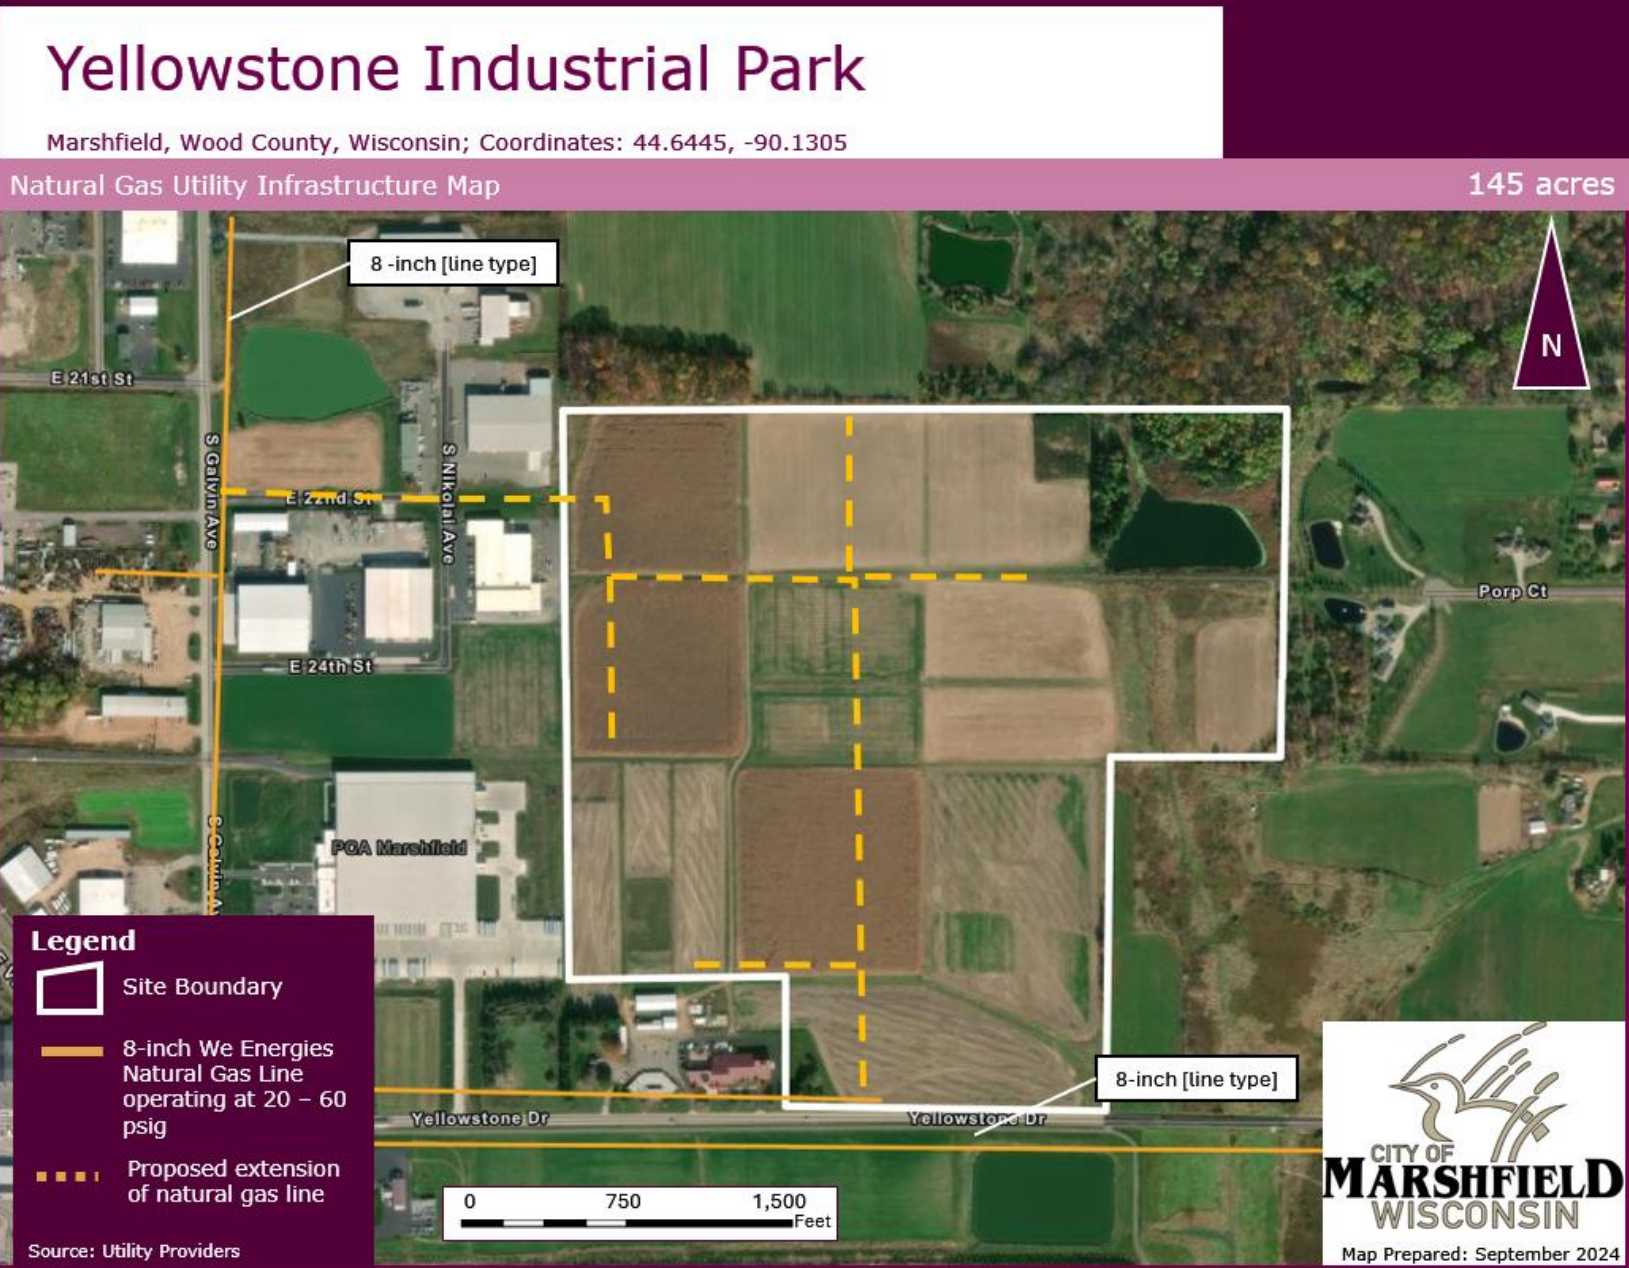 Yellowstone Industrial Park
Marshfield, Wood County, Wisconsin; Coordinates: 44.6445, -90.1305
Natural Gas Utility Infrastructure Map
145 acres
8 -inch [line type]
N
E 21st St
S Galvin Ave
S Nikolai Ave
E 22nd St
Porp Ct
E 24th St
PCA Marshfield
Legend
Site Boundary
8-inch We Energies
Natural Gas Line
operating at 20 – 60
psig
Proposed extension
of natural gas line
Source: Utility Providers
8-inch [line type]
Yellowstone Dr
Yellowstone Dr
0 750 1,500
Feet
CITY OF
MARSHFIELD
WISCONSIN
Map Prepared: September 2024